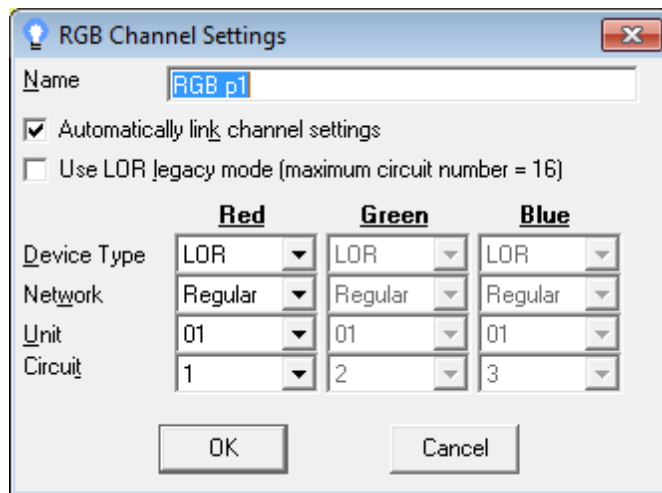 RGB Channel Settings
Name RGB p1
Automatically link channel settings
Use LOR legacy mode (maximum circuit number = 16)
Red Green Blue
Device Type LOR LOR LOR
Network Regular Regular Regular
Unit 01 01 01
Circuit 1 2 3
OK Cancel